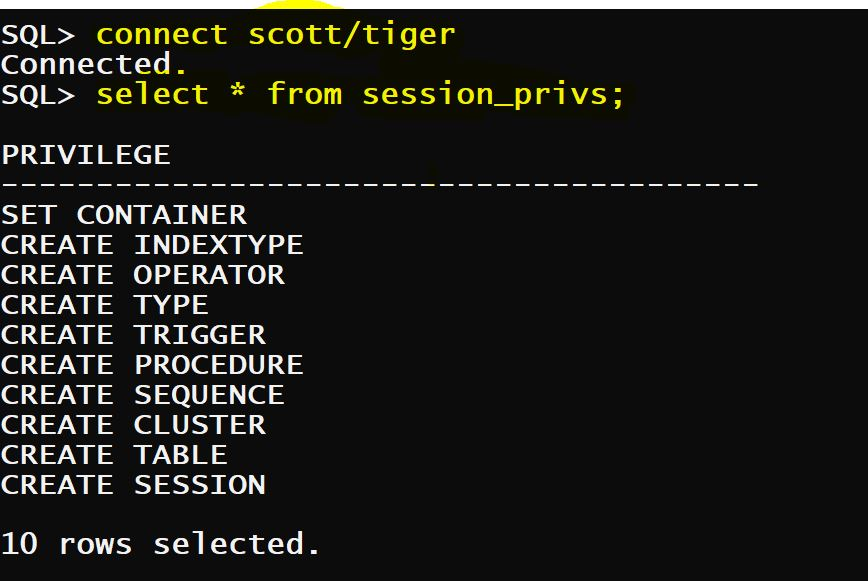 SQL> connect scott/tiger
Connected.
SQL> select * from session_privs;
PRIVILEGE
----------------------------------------
SET CONTAINER
CREATE INDEXTYPE
CREATE OPERATOR
CREATE TYPE
CREATE TRIGGER
CREATE PROCEDURE
CREATE SEQUENCE
CREATE CLUSTER
CREATE TABLE
CREATE SESSION
10 rows selected.